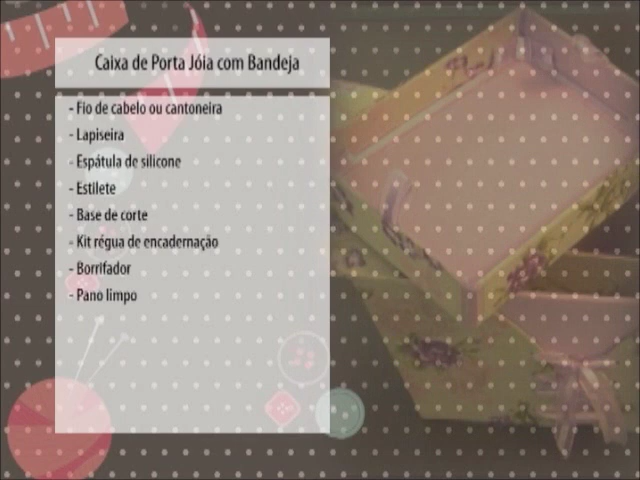 Caixa de Porta Jóia com Bandeja
- Fio de cabelo ou cantoneira
- Lapiseira
- Espátula de silicone
- Estilete
- Base de corte
- Kit régua de encadernação
- Borrifador
- Pano limpo